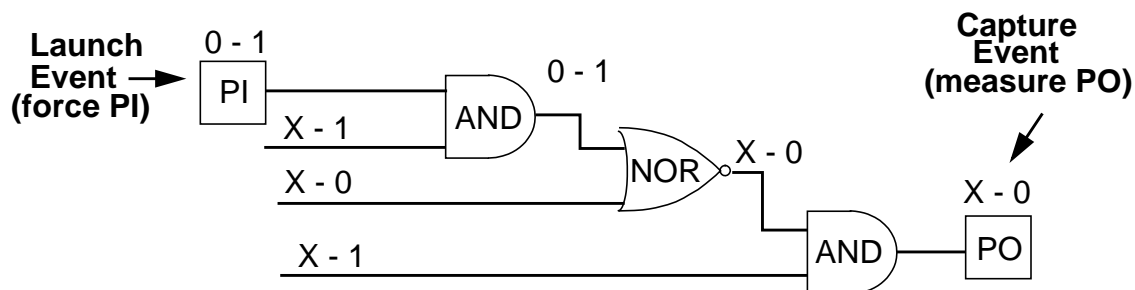 Launch
Event
(force PI)
0 - 1
PI
X - 1
AND
0 - 1
X - 0
NOR
X - 0
X - 1
AND
Capture
Event
(measure PO)
X - 0
PO